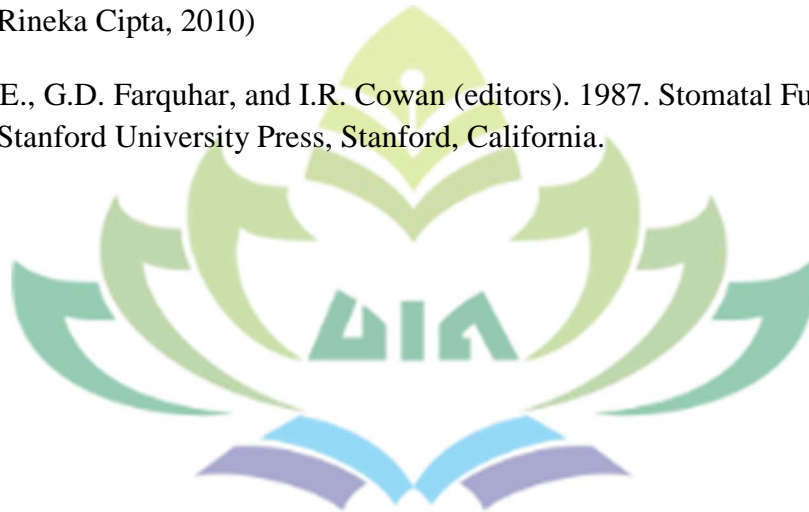 Rineka Cipta, 2010)
E., G.D. Farquhar, and I.R. Cowan (editors). 1987. Stomatal Fu
Stanford University Press, Stanford, California.
UIN